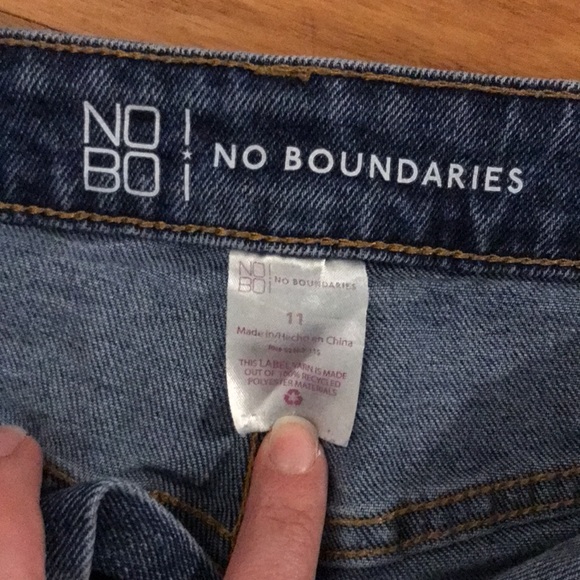 NO
BO
NO BOUNDARIES
NO
BO
NO BOUNDARIES
11
Made in/Hecho en China
THIS LABEL YARN IS MADE
OUT OF 100% RECYCLED
POLYESTER MATERIALS